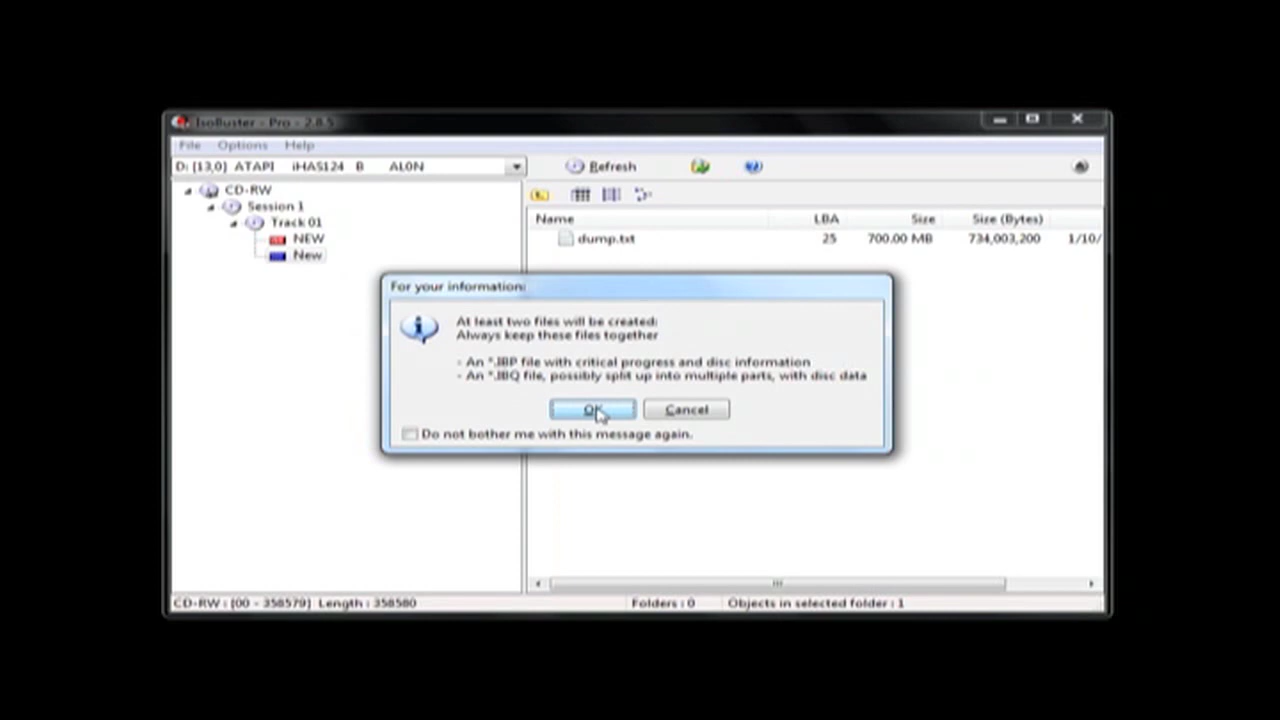 IsoBuster - Pro - 2.8.5
File Options Help
D: [13,0] ATAPI iHAS124 B AL0N
Refresh
CD-RW
Session 1
Track 01
NEW
New
Name LBA Size Size (Bytes)
dump.txt 25 700.00 MB 734,003,200 1/10/
For your information:
At least two files will be created:
Always keep these files together
- An *.IBP file with critical progress and disc information
- An *.IBQ file, possibly split up into multiple parts, with disc data
OK Cancel
Do not bother me with this message again.
CD-RW : [00 - 358579] Length : 358580 Folders : 0 Objects in selected folder : 1